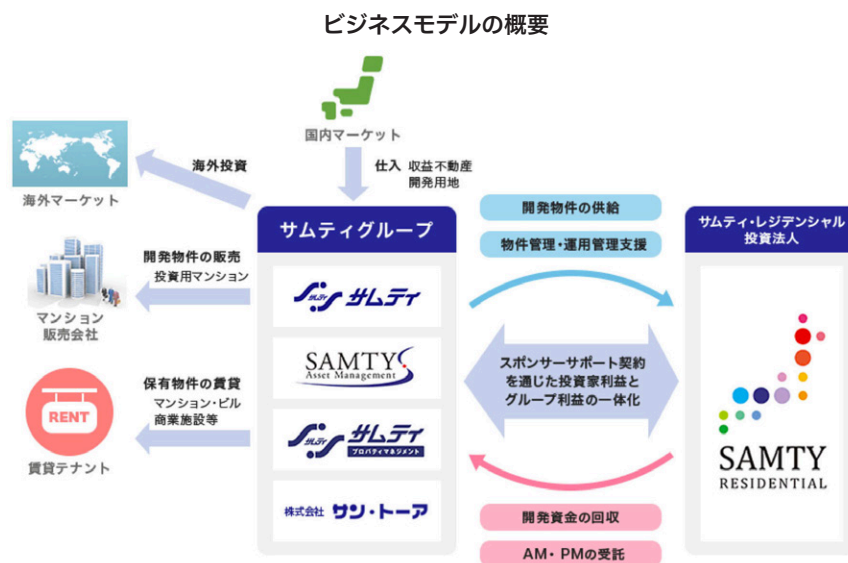 ビジネスモデルの概要
国内マーケット
仕入 収益不動産
開発用地
海外投資
海外マーケット
開発物件の販売
投資用マンション
マンション
販売会社
保有物件の賃貸
マンション・ビル
商業施設等
RENT
賃貸テナント
サムティグループ
サムティ サムティ
SAMTY
Asset Management
サムティ サムティ
プロパティマネジメント
株式会社 サン・トーア
開発物件の供給
物件管理・運用管理支援
スポンサーサポート契約
を通じた投資家利益と
グループ利益の一体化
開発資金の回収
AM・PMの受託
サムティ・レジデンシャル
投資法人
SAMTY
RESIDENTIAL